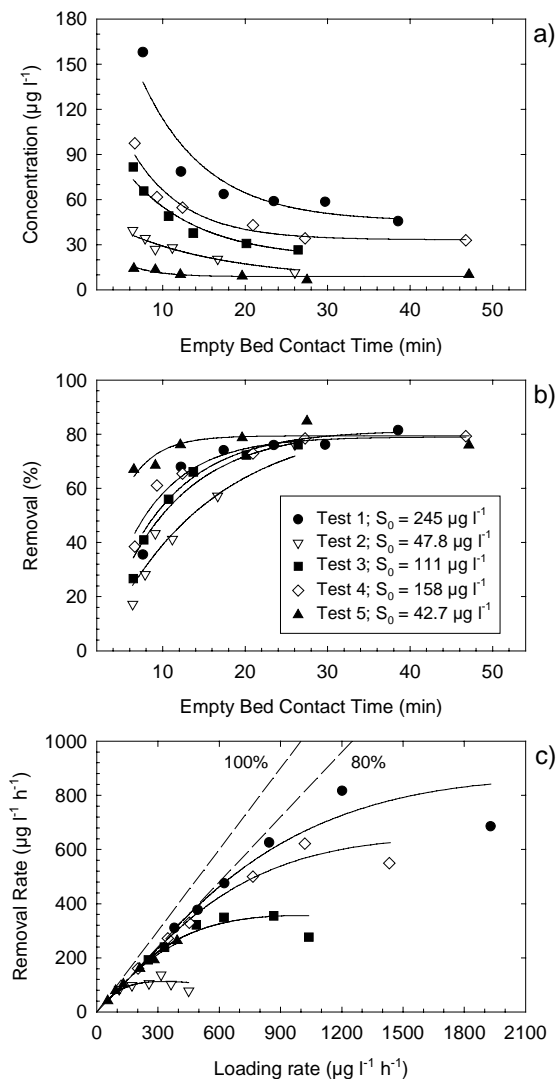 a)
180
150
120
90
60
30
0
Concentration (µg l⁻¹)
10 20 30 40 50
Empty Bed Contact Time (min)
b)
100
80
60
40
20
0
Removal (%)
Test 1; S₀ = 245 µg l⁻¹
Test 2; S₀ = 47.8 µg l⁻¹
Test 3; S₀ = 111 µg l⁻¹
Test 4; S₀ = 158 µg l⁻¹
Test 5; S₀ = 42.7 µg l⁻¹
10 20 30 40 50
Empty Bed Contact Time (min)
c)
1000
800
600
400
200
0
Removal Rate (µg l⁻¹ h⁻¹)
100% 80%
0 300 600 900 1200 1500 1800 2100
Loading rate (µg l⁻¹ h⁻¹)